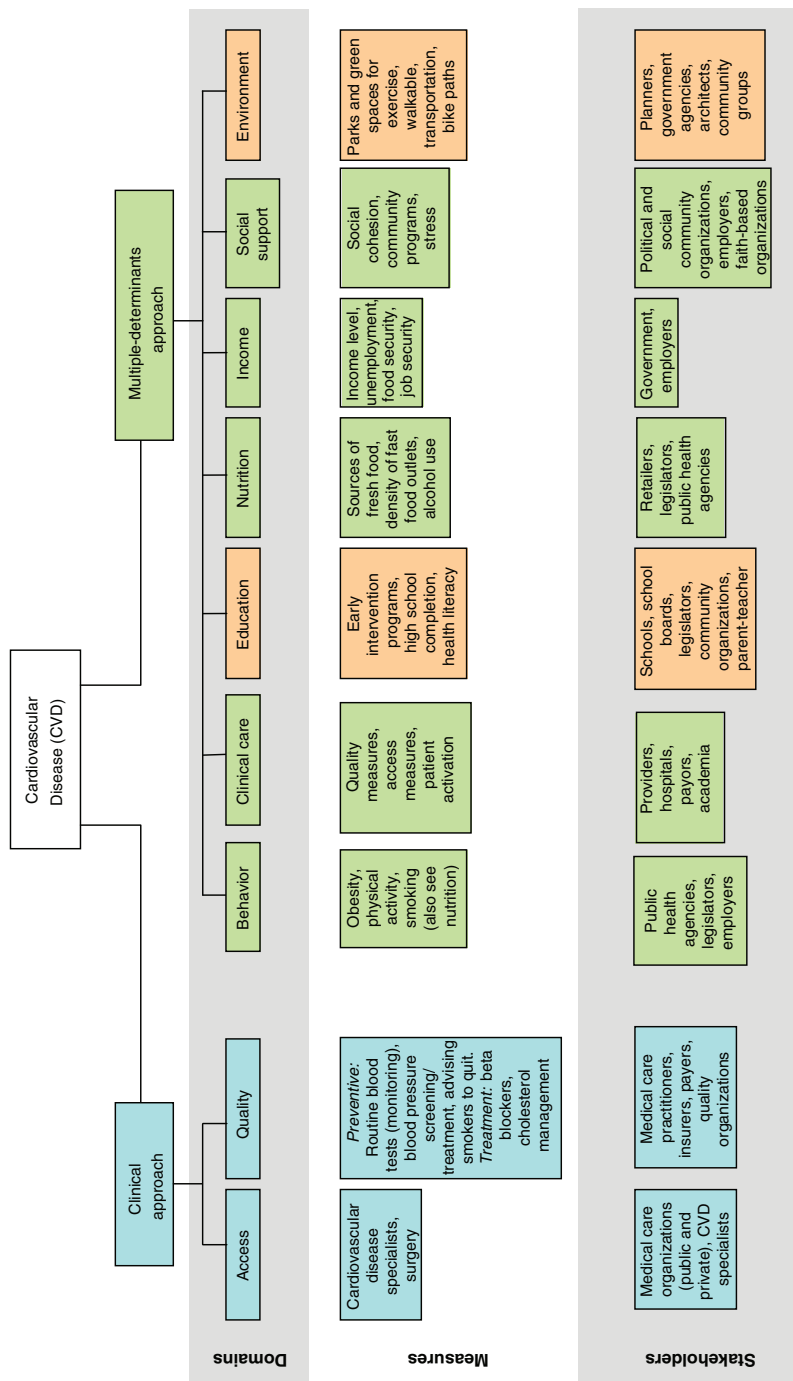 Cardiovascular
Disease (CVD)
Clinical
approach
Multiple-determinants
approach
Domains
Access
Quality
Behavior
Clinical care
Education
Nutrition
Income
Social
support
Environment
Measures
Cardiovascular
disease
specialists,
surgery
Preventive:
Routine blood
tests (monitoring),
blood pressure
screening/
treatment, advising
smokers to quit.
Treatment: beta
blockers,
cholesterol
management
Obesity,
physical
activity,
smoking
(also see
nutrition)
Quality
measures,
access
measures,
patient
activation
Early
intervention
programs,
high school
completion,
health literacy
Sources of
fresh food,
density of fast
food outlets,
alcohol use
Income level,
unemployment,
food security,
job security
Social
cohesion,
community
programs,
stress
Parks and green
spaces for
exercise,
walkable,
transportation,
bike paths
Stakeholders
Medical care
organizations
(public and
private), CVD
specialists
Medical care
practitioners,
insurers, payers,
quality
organizations
Public
health
agencies,
legislators,
employers
Providers,
hospitals,
payors,
academia
Schools, school
boards,
legislators,
community
organizations,
parent-teacher
Retailers,
legislators,
public health
agencies
Government,
employers
Political and
social
community
organizations,
employers,
faith-based
organizations
Planners,
government
agencies,
architects,
community
groups